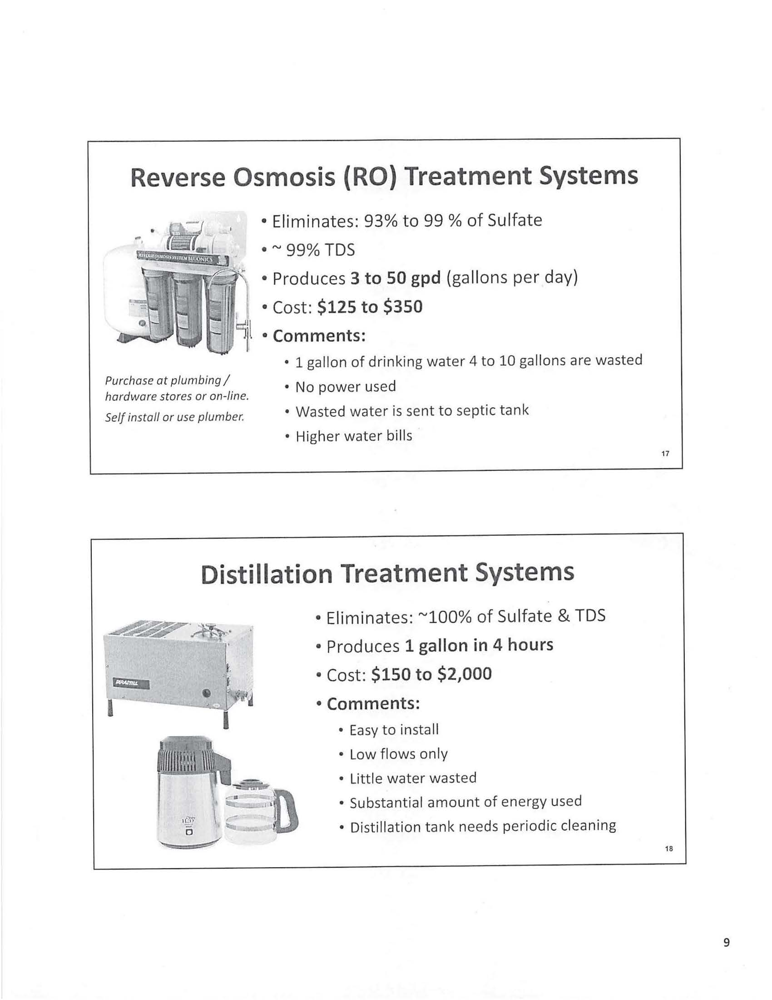 Reverse Osmosis (RO) Treatment Systems
REVERSE OSMOSIS SYSTEM BLUONICS
• Eliminates: 93% to 99 % of Sulfate
• ~ 99% TDS
• Produces 3 to 50 gpd (gallons per day)
• Cost: $125 to $350
• Comments:
• 1 gallon of drinking water 4 to 10 gallons are wasted
• No power used
• Wasted water is sent to septic tank
• Higher water bills
Purchase at plumbing /
hardware stores or on-line.
Self install or use plumber.
17
Distillation Treatment Systems
• Eliminates: ~100% of Sulfate & TDS
• Produces 1 gallon in 4 hours
• Cost: $150 to $2,000
• Comments:
• Easy to install
• Low flows only
• Little water wasted
• Substantial amount of energy used
• Distillation tank needs periodic cleaning
DURASTILL
H2O
18
9